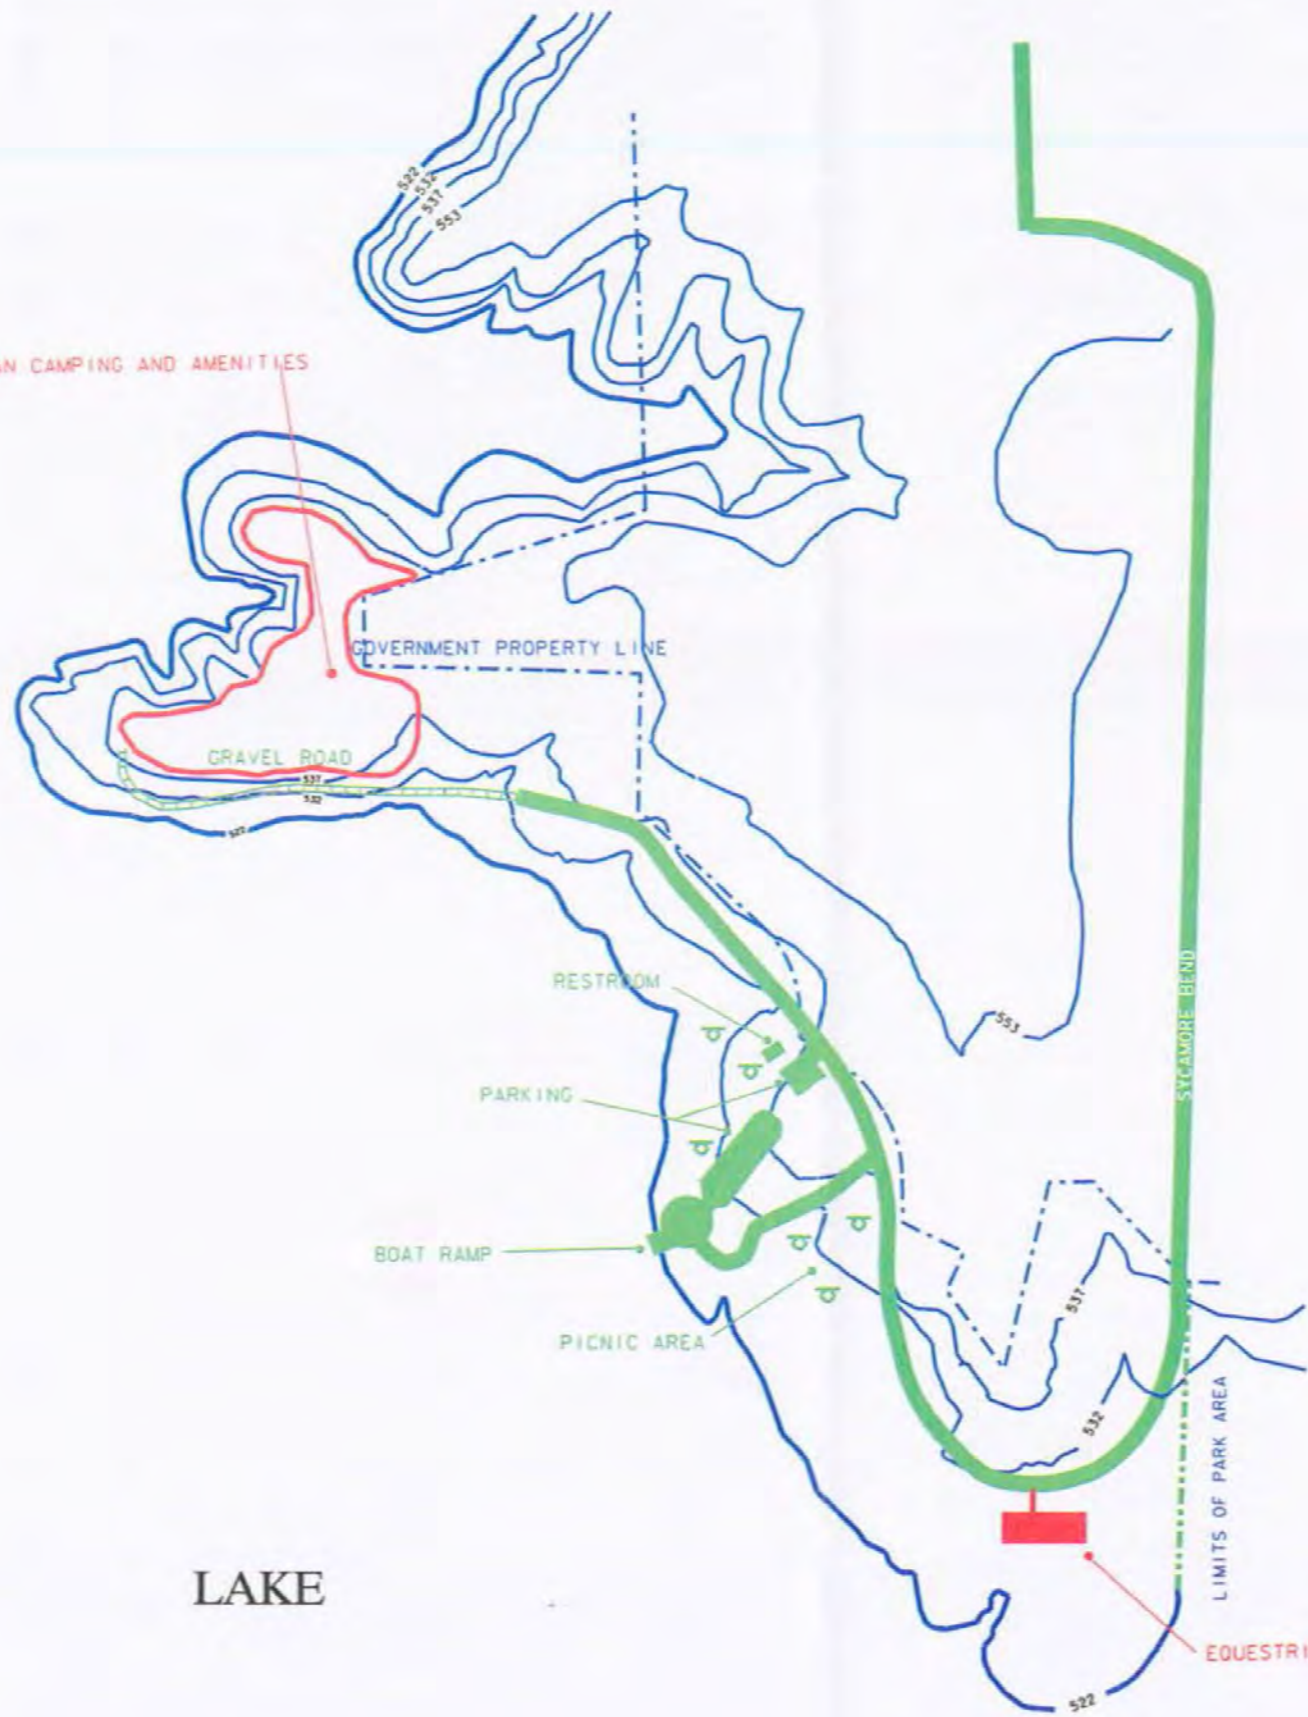 522
532
537
553
AN CAMPING AND AMENITIES
GOVERNMENT PROPERTY LINE
GRAVEL ROAD
537
532
522
RESTROOM
553
SYCAMORE BEND
PARKING
BOAT RAMP
PICNIC AREA
537
532
LIMITS OF PARK AREA
LAKE
EQUESTRI
522